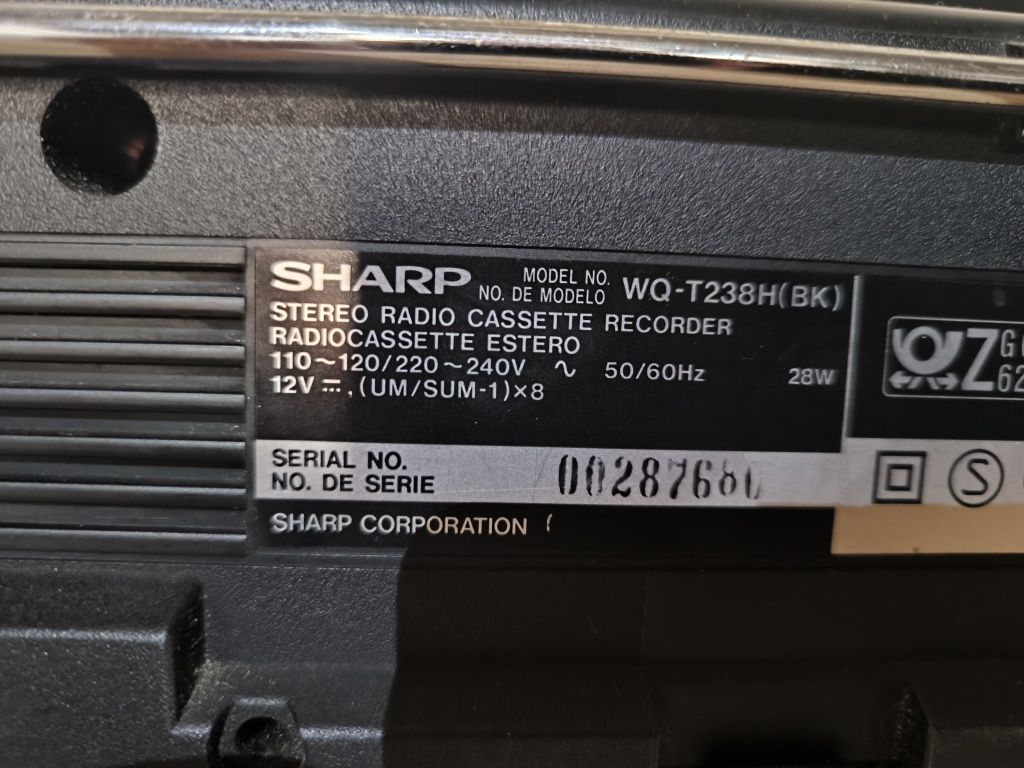 SHARP MODEL NO. NO. DE MODELO WQ-T238H(BK)
STEREO RADIO CASSETTE RECORDER
RADIOCASSETTE ESTERO
110～120/220～240V ∿ 50/60Hz 28W
12V ⎓, (UM/SUM-1)×8
SERIAL NO.
NO. DE SERIE
SHARP CORPORATION
Z
S